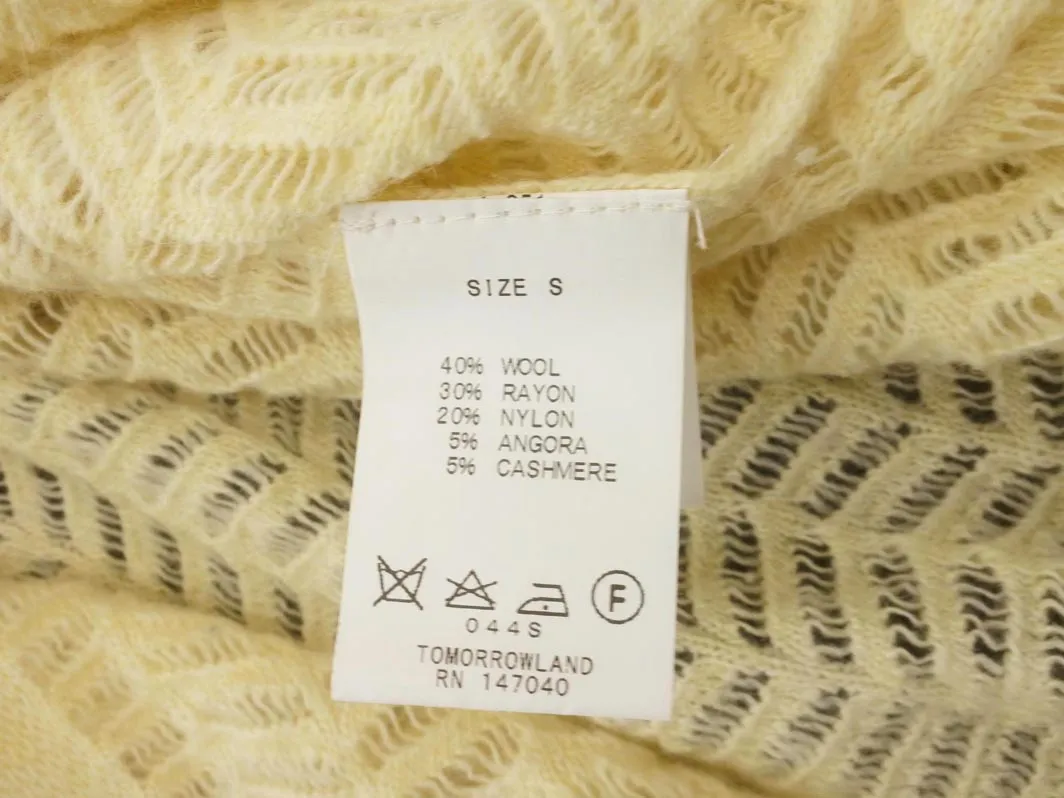 SIZE S
40% WOOL
30% RAYON
20% NYLON
5% ANGORA
5% CASHMERE
F
044S
TOMORROWLAND
RN 147040